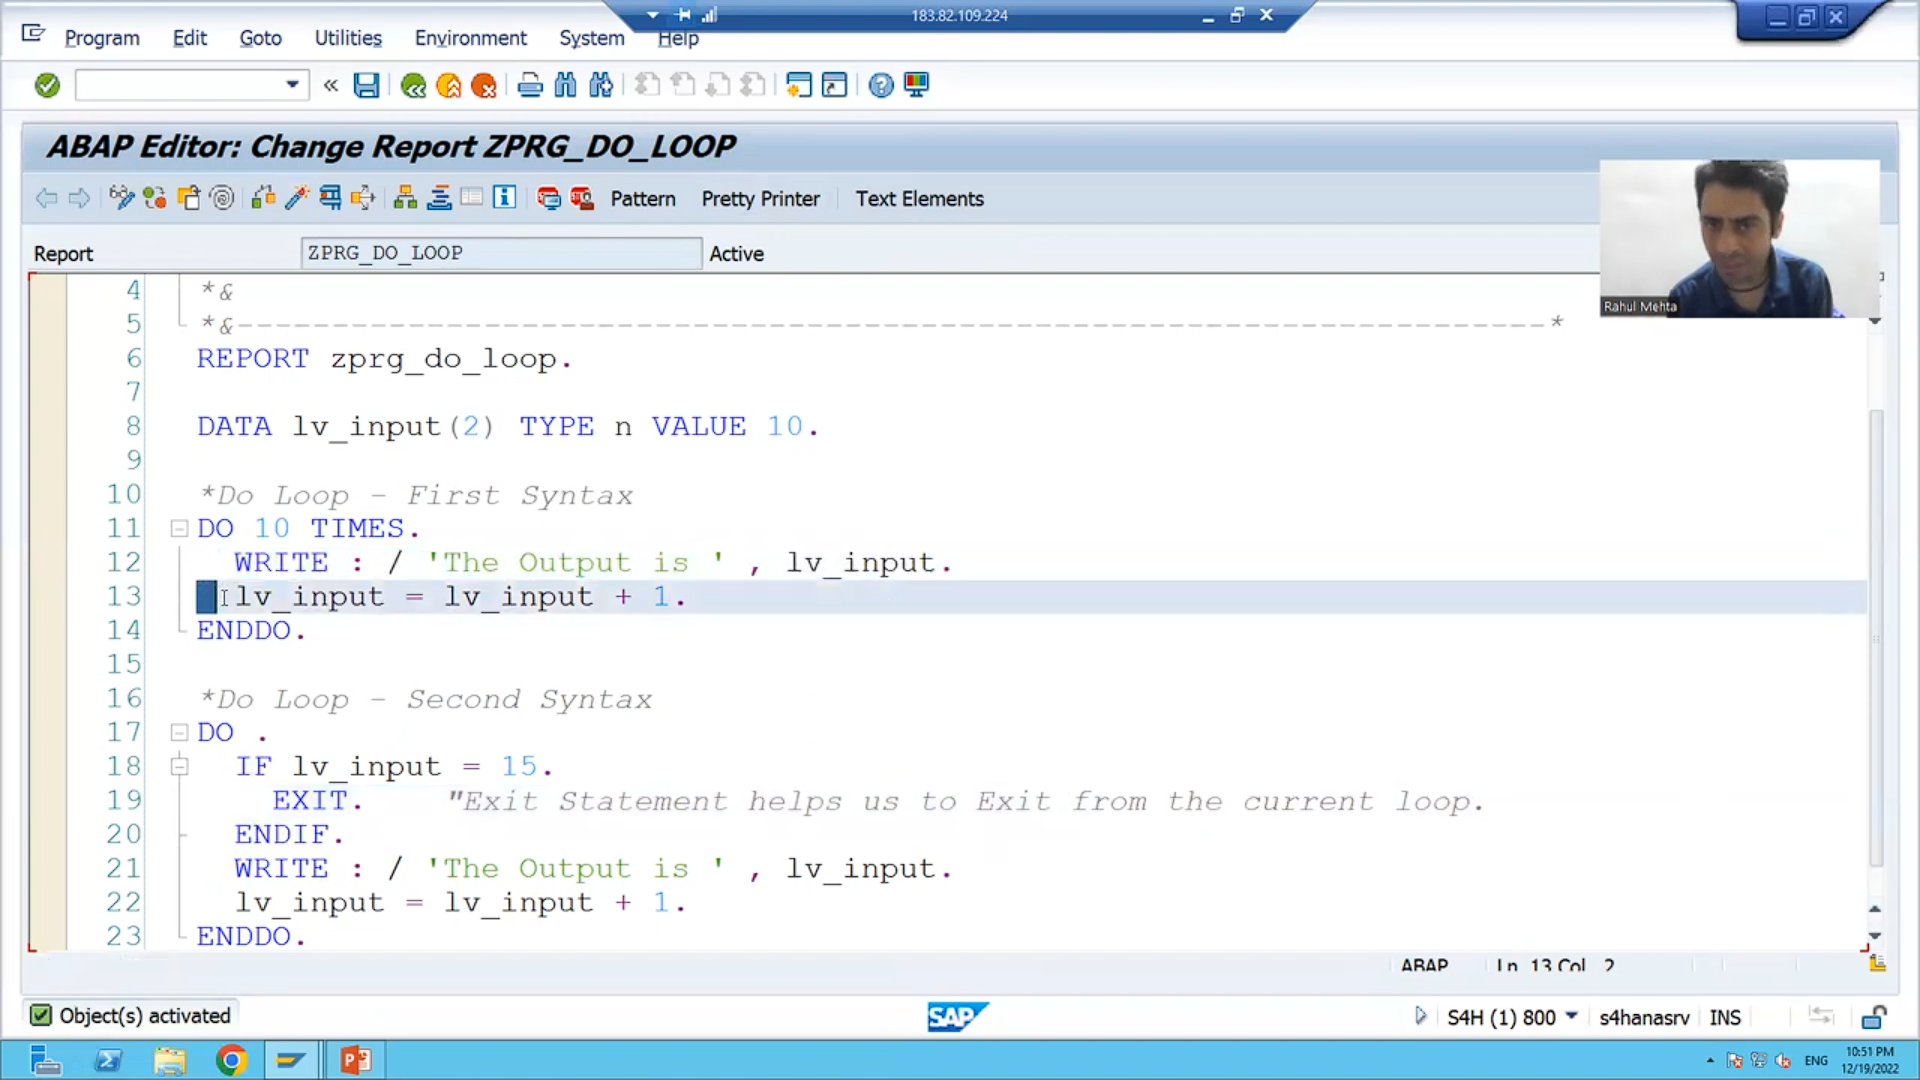 183.82.109.224
Program Edit Goto Utilities Environment System Help
ABAP Editor: Change Report ZPRG_DO_LOOP
Pattern Pretty Printer Text Elements
Report ZPRG_DO_LOOP Active
Rahul Mehta
4 *&
5 *&---------------------------------------------------------------------*
6 REPORT zprg_do_loop.
7
8 DATA lv_input(2) TYPE n VALUE 10.
9
10 *Do Loop - First Syntax
11 DO 10 TIMES.
12 WRITE : / 'The Output is ' , lv_input.
13 lv_input = lv_input + 1.
14 ENDDO.
15
16 *Do Loop - Second Syntax
17 DO .
18 IF lv_input = 15.
19 EXIT. "Exit Statement helps us to Exit from the current loop.
20 ENDIF.
21 WRITE : / 'The Output is ' , lv_input.
22 lv_input = lv_input + 1.
23 ENDDO.
ABAP Ln 13 Col 2
Object(s) activated
SAP
S4H (1) 800 s4hanasrv INS
ENG
10:51 PM
12/19/2022